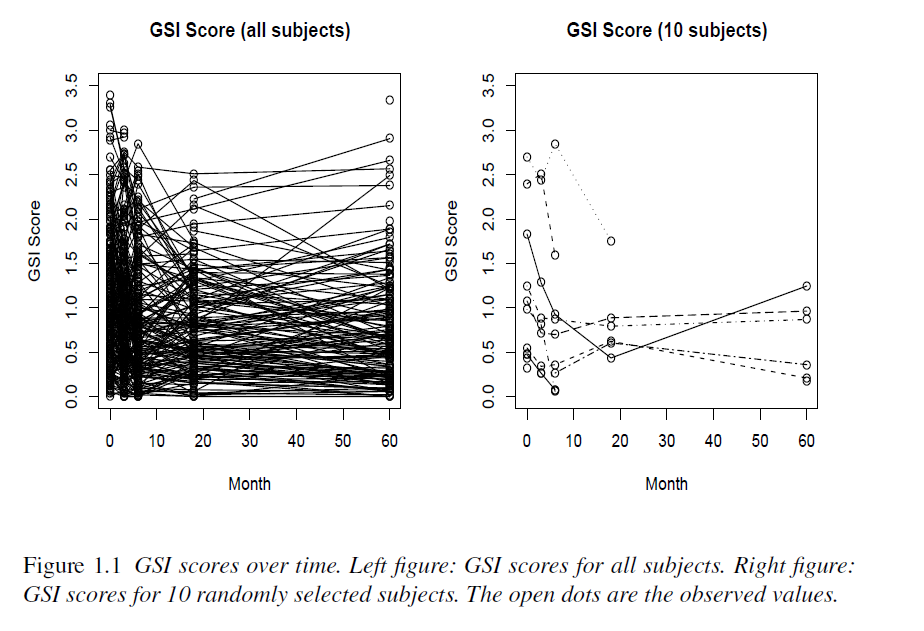 GSI Score (all subjects)
GSI Score (10 subjects)
GSI Score
3.5
3.0
2.5
2.0
1.5
1.0
0.5
0.
0 10 20 30 40 50 60
Month
GSI Score
3.5
3.0
2.5
2.0
1.5
1.0
0.5
0.
0 10 20 30 40 50 60
Month
Figure 1.1 GSI scores over time. Left figure: GSI scores for all subjects. Right figure:
GSI scores for 10 randomly selected subjects. The open dots are the observed values.